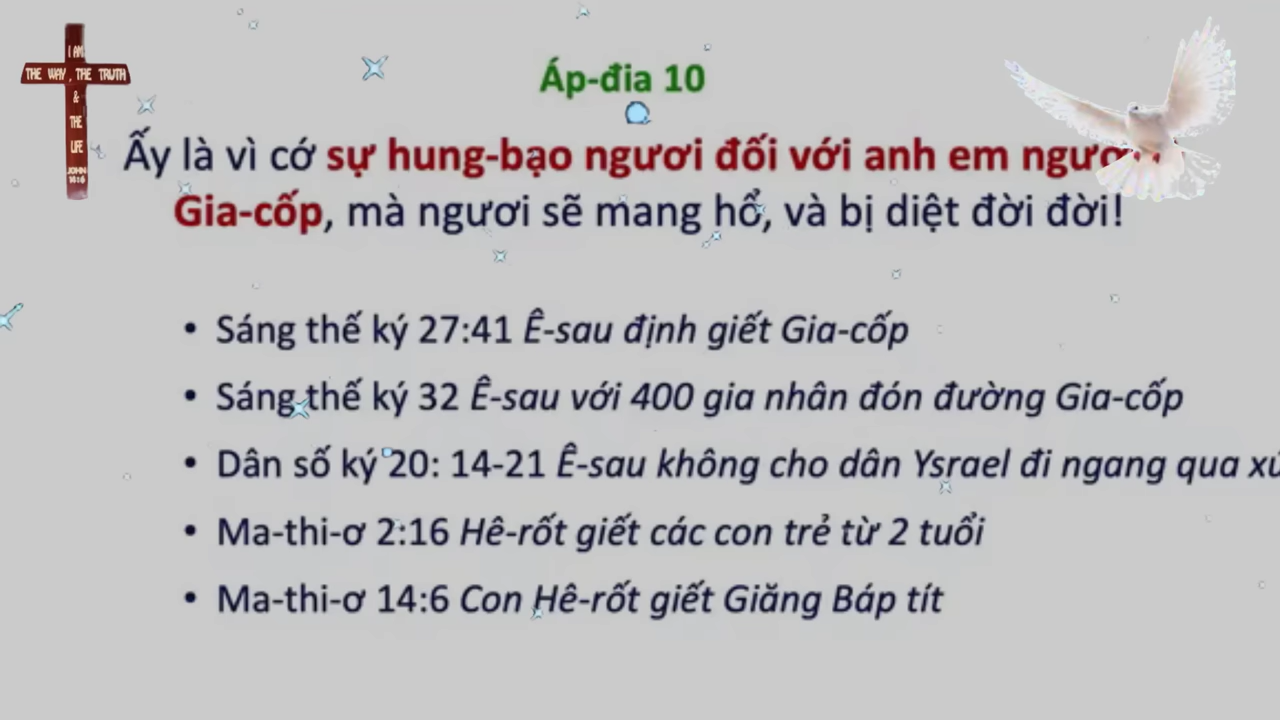 I AM
THE WAY, THE TRUTH
&
THE
LIFE
JOHN
14:6
Áp-đia 10
Ấy là vì cớ sự hung-bạo ngươi đối với anh em ngươi
Gia-cốp, mà ngươi sẽ mang hổ, và bị diệt đời đời!
• Sáng thế ký 27:41 Ê-sau định giết Gia-cốp
• Sáng thế ký 32 Ê-sau với 400 gia nhân đón đường Gia-cốp
• Dân số ký 20: 14-21 Ê-sau không cho dân Ysrael đi ngang qua
• Ma-thi-ơ 2:16 Hê-rốt giết các con trẻ từ 2 tuổi
• Ma-thi-ơ 14:6 Con Hê-rốt giết Giăng Báp tít